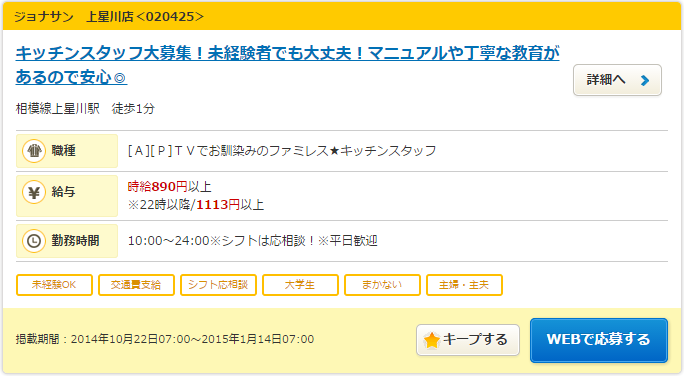 ジョナサン　上星川店<020425>
キッチンスタッフ大募集！未経験者でも大丈夫！マニュアルや丁寧な教育が
あるので安心◎
詳細へ
相模線上星川駅　徒歩1分
職種
[Ａ][Ｐ]ＴＶでお馴染みのファミレス★キッチンスタッフ
給与
時給890円以上
※22時以降/1113円以上
勤務時間
10:00～24:00※シフトは応相談！※平日歓迎
未経験OK
交通費支給
シフト応相談
大学生
まかない
主婦・主夫
掲載期間：2014年10月22日07:00～2015年1月14日07:00
キープする
WEBで応募する